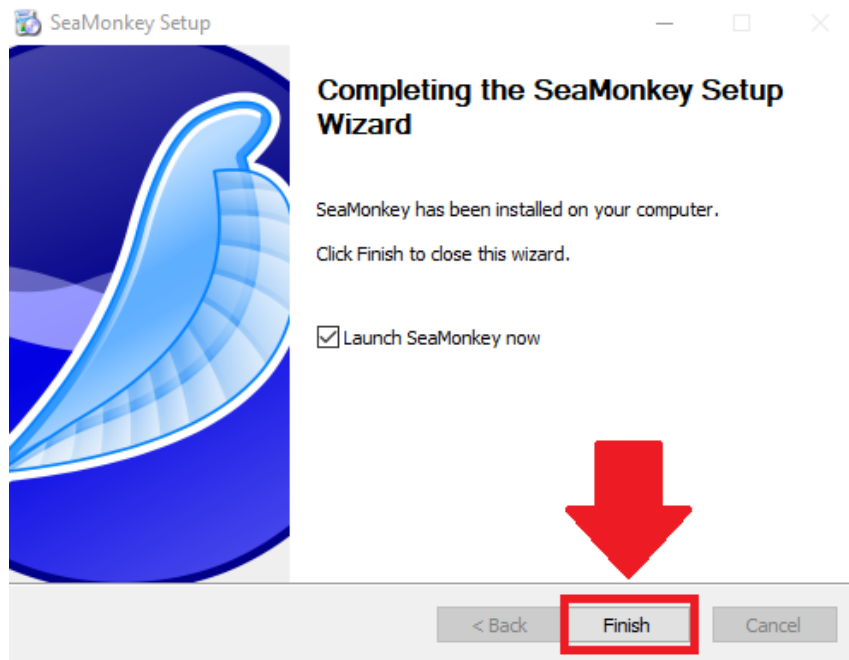 SeaMonkey Setup
Completing the SeaMonkey Setup
Wizard
SeaMonkey has been installed on your computer.
Click Finish to close this wizard.
Launch SeaMonkey now
< Back
Finish
Cancel